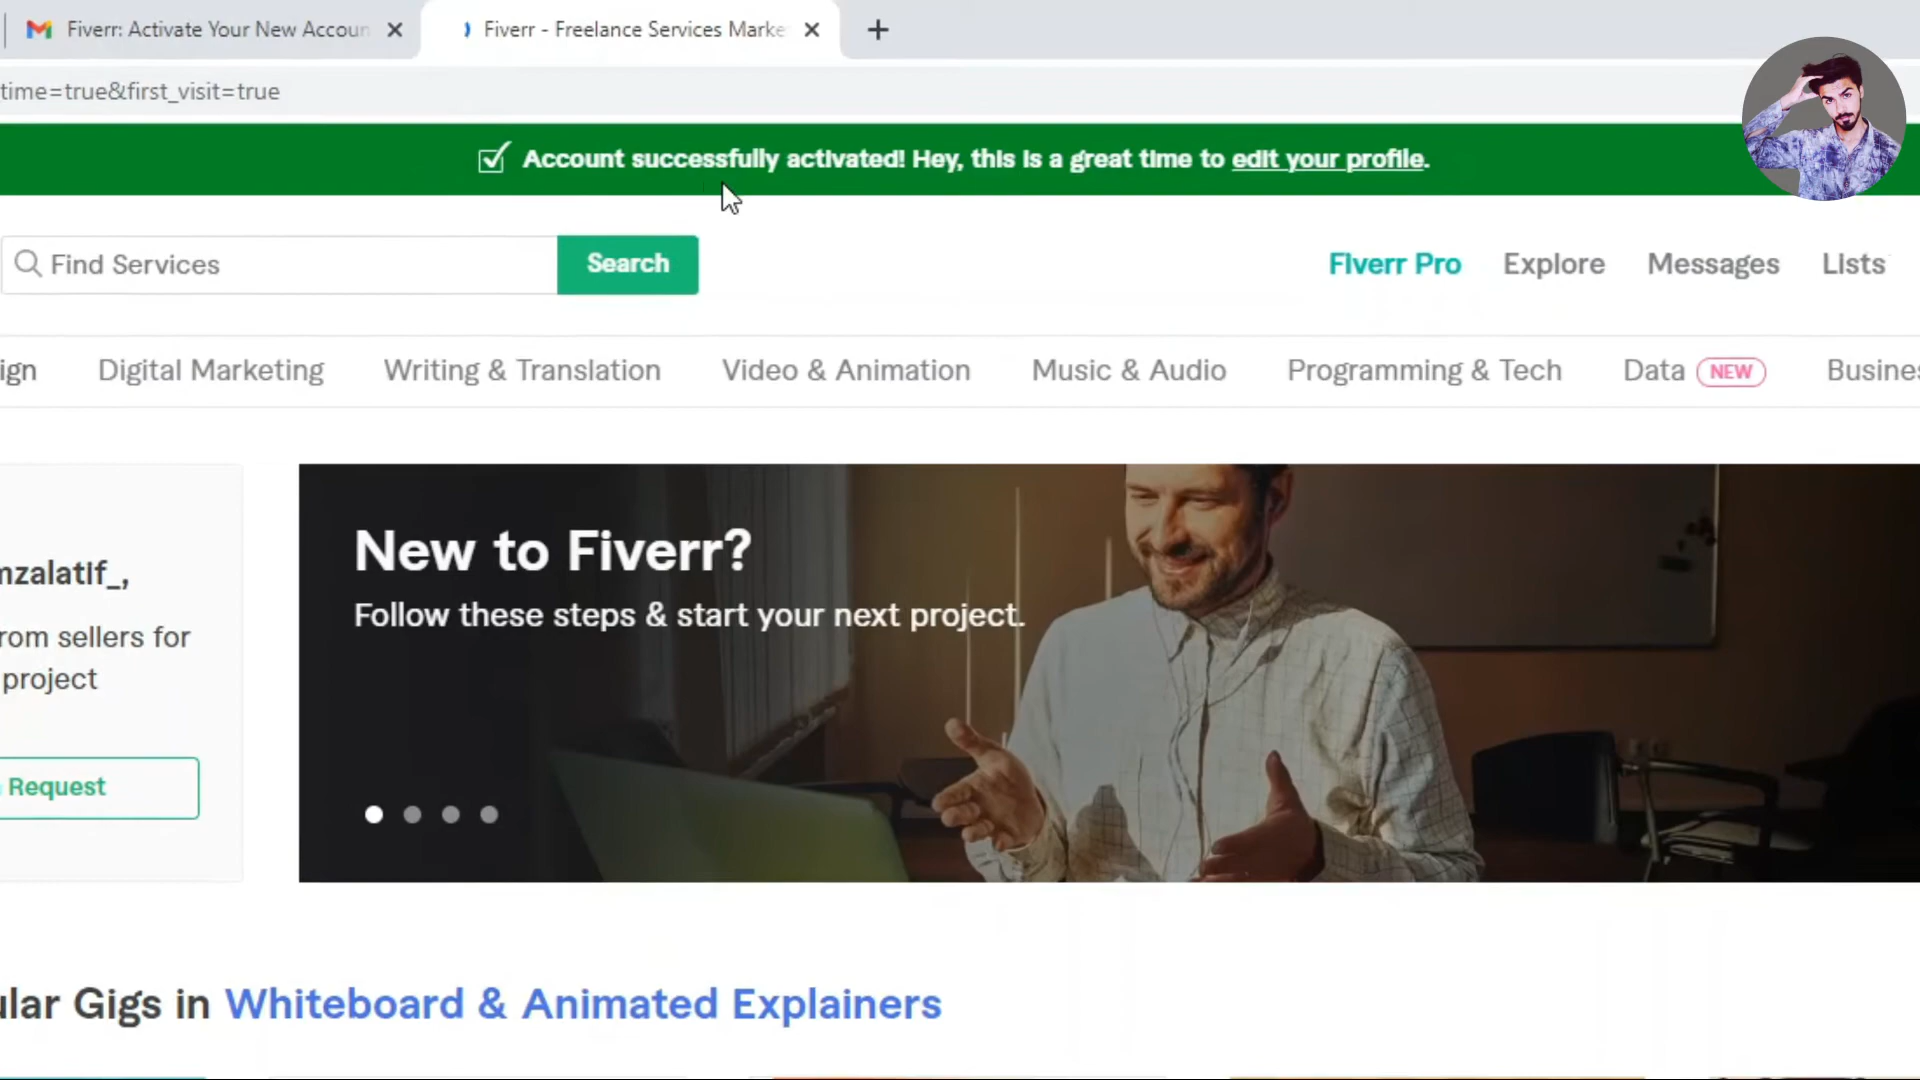 Fiverr: Activate Your New Accoun
Fiverr - Freelance Services Marke
time=true&first_visit=true
Account successfully activated! Hey, this is a great time to edit your profile.
Find Services
Search
Fiverr Pro
Explore
Messages
Lists
ign
Digital Marketing
Writing & Translation
Video & Animation
Music & Audio
Programming & Tech
Data NEW
Busines
mzalatif_,
rom sellers for
project
Request
New to Fiverr?
Follow these steps & start your next project.
ular Gigs in Whiteboard & Animated Explainers